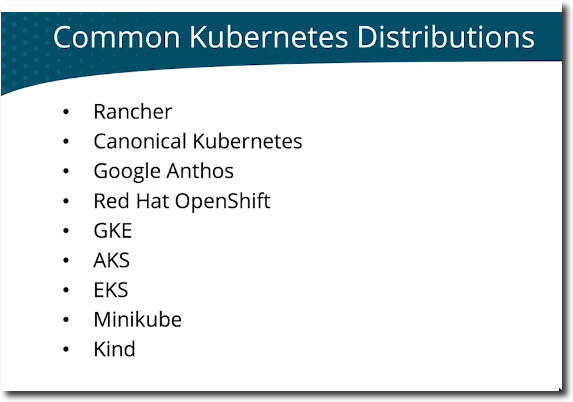 Common Kubernetes Distributions
• Rancher
• Canonical Kubernetes
• Google Anthos
• Red Hat OpenShift
• GKE
• AKS
• EKS
• Minikube
• Kind